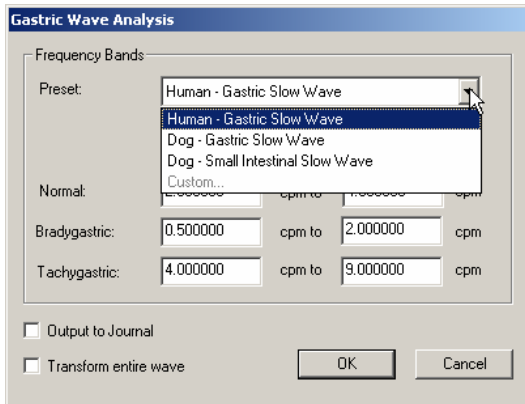 Gastric Wave Analysis
Frequency Bands
Preset: Human - Gastric Slow Wave
Human - Gastric Slow Wave
Dog - Gastric Slow Wave
Dog - Small Intestinal Slow Wave
Custom...
Normal: cpm to cpm
Bradygastric: 0.500000 cpm to 2.000000 cpm
Tachygastric: 4.000000 cpm to 9.000000 cpm
Output to Journal
Transform entire wave OK Cancel